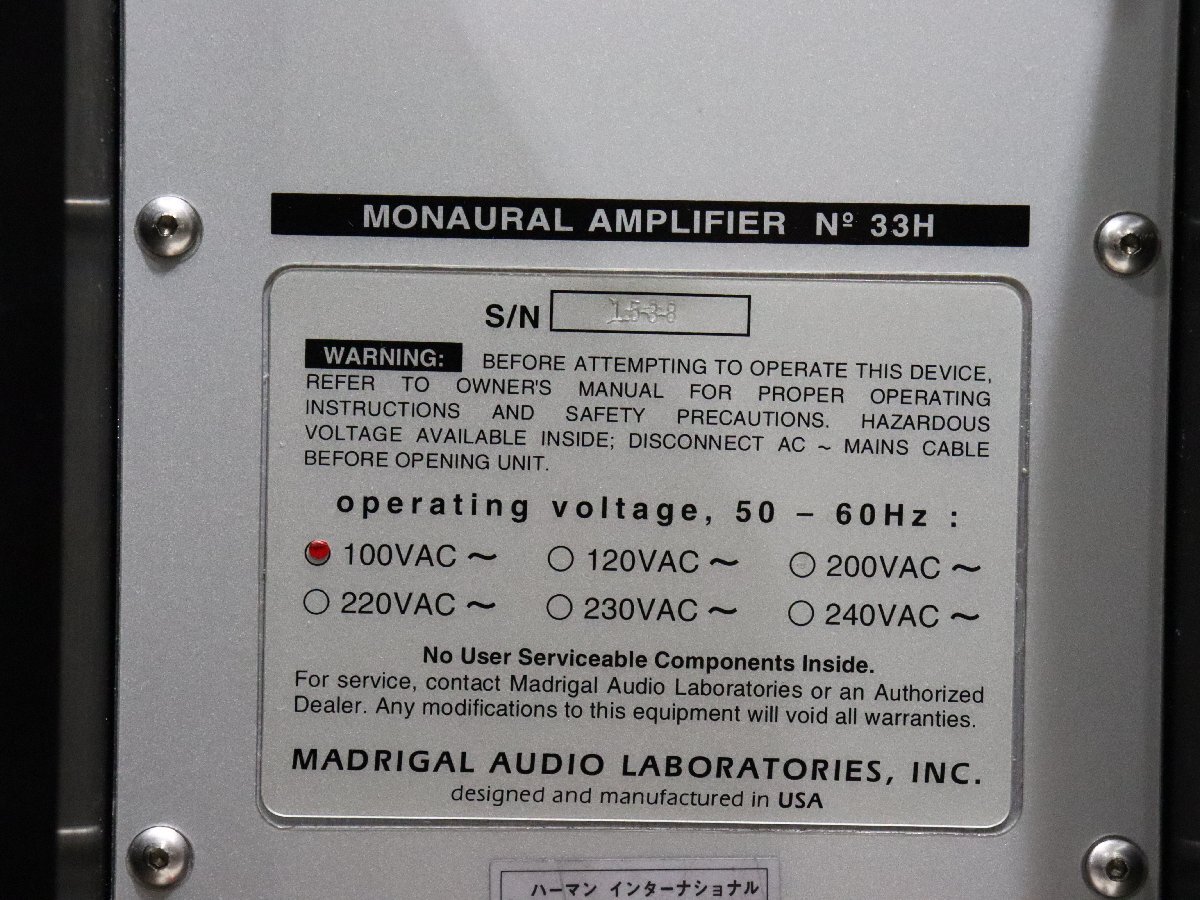 MONAURAL AMPLIFIER Nº 33H
S/N 1538
WARNING: BEFORE ATTEMPTING TO OPERATE THIS DEVICE,
REFER TO OWNER'S MANUAL FOR PROPER OPERATING
INSTRUCTIONS AND SAFETY PRECAUTIONS. HAZARDOUS
VOLTAGE AVAILABLE INSIDE; DISCONNECT AC ~ MAINS CABLE
BEFORE OPENING UNIT.
operating voltage, 50 – 60Hz :
100VAC ~ 120VAC ~ 200VAC ~
220VAC ~ 230VAC ~ 240VAC ~
No User Serviceable Components Inside.
For service, contact Madrigal Audio Laboratories or an Authorized
Dealer. Any modifications to this equipment will void all warranties.
MADRIGAL AUDIO LABORATORIES, INC.
designed and manufactured in USA
ハーマン インターナショナル